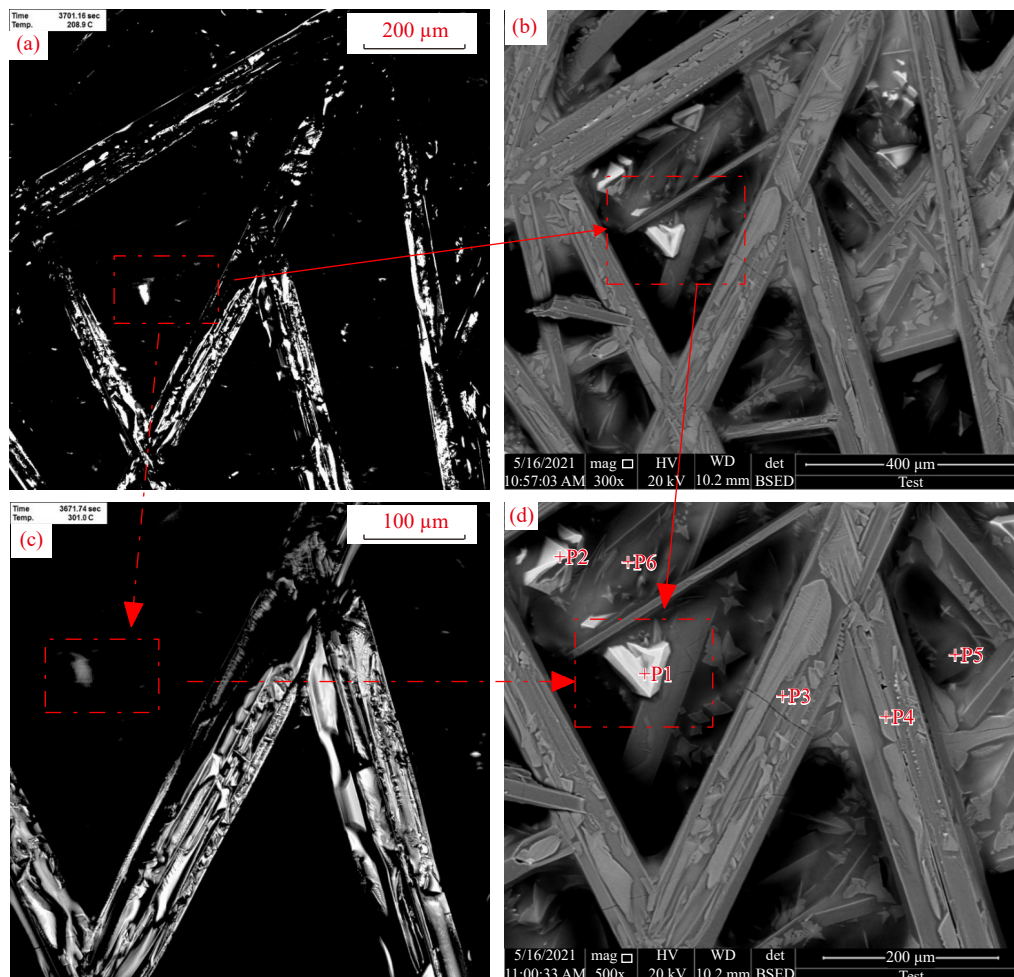 Time 3701.16 sec
Temp. 208.9 C
(a)
200 µm
(b)
5/16/2021 mag HV WD det 400 µm
10:57:03 AM 300x 20 kV 10.2 mm BSED Test
Time 3671.74 sec
Temp. 301.0 C
(c)
100 µm
(d)
+P2
+P6
+P1
+P5
+P3
+P4
5/16/2021 mag HV WD det 200 µm
11:00:33 AM 500x 20 kV 10.2 mm BSED Test